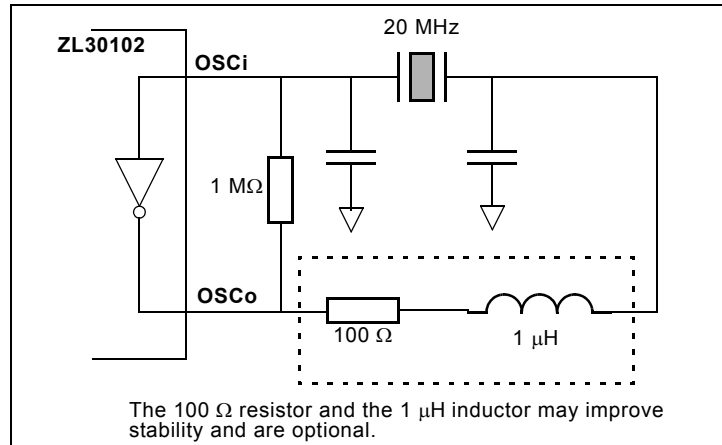 20 MHz
ZL30102
OSCi
1 MΩ
OSCo
100 Ω
1 µH
The 100 Ω resistor and the 1 µH inductor may improve
stability and are optional.